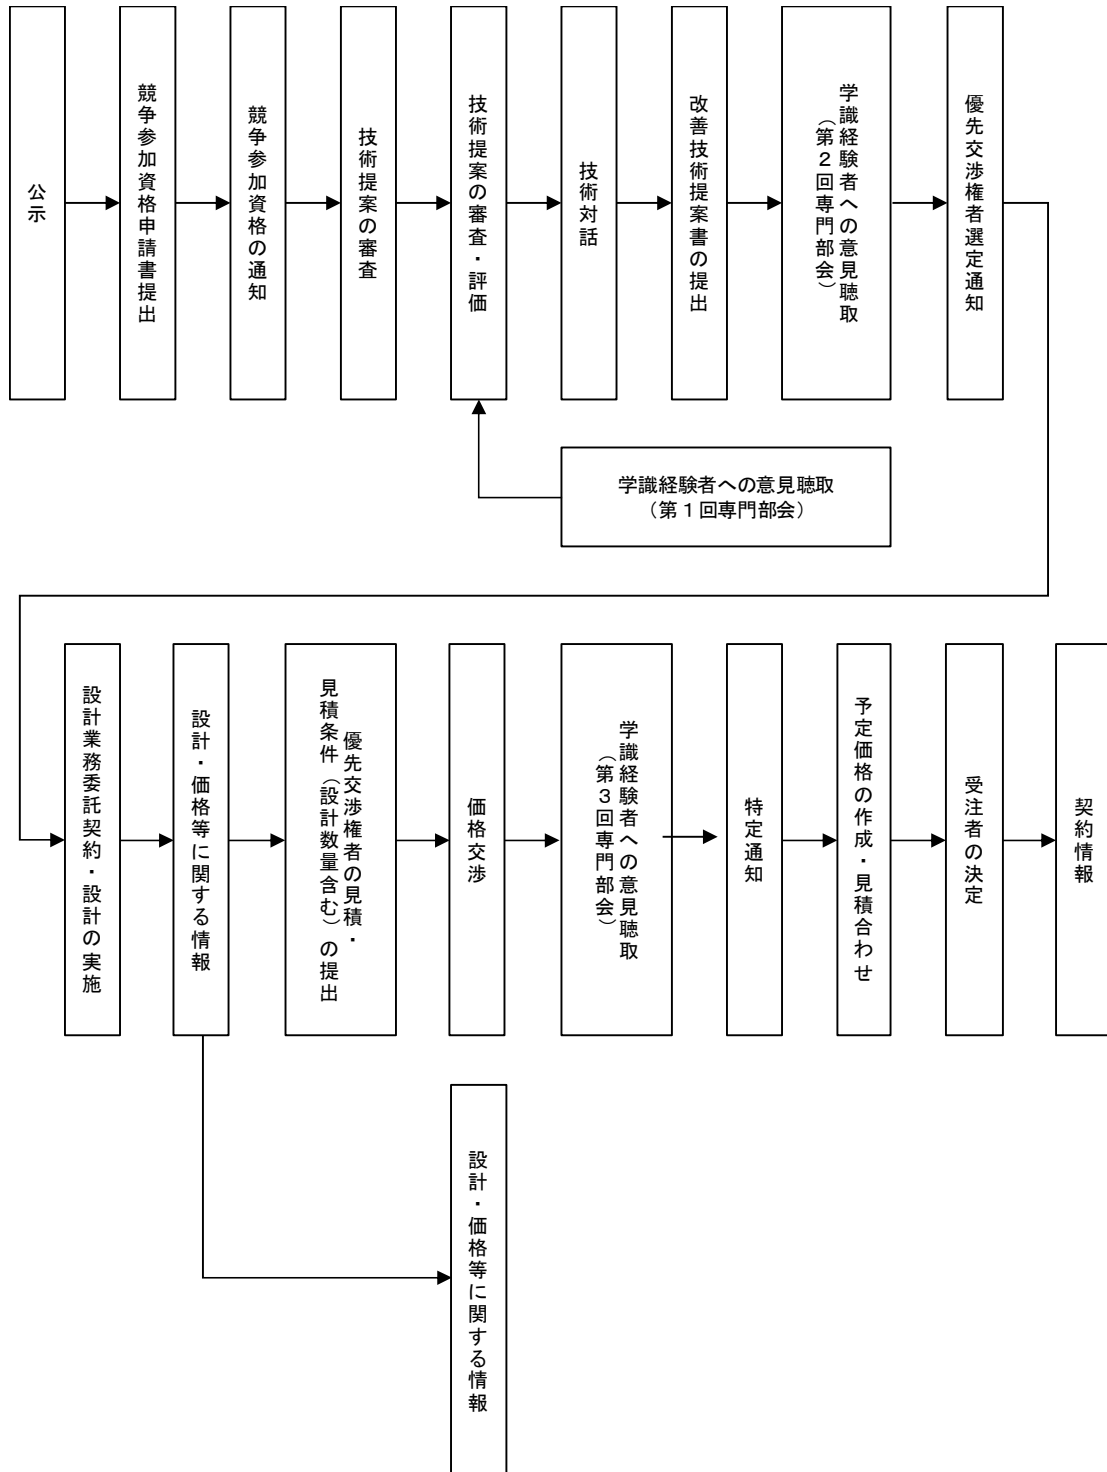 公示
競争参加資格申請書提出
競争参加資格の通知
技術提案の審査
技術提案の審査・評価
技術対話
改善技術提案書の提出
学識経験者への意見聴取
（第２回専門部会）
優先交渉権者選定通知
学識経験者への意見聴取
（第１回専門部会）
設計業務委託契約・設計の実施
設計・価格等に関する情報
優先交渉権者の見積・
見積条件（設計数量含む）の提出
価格交渉
学識経験者への意見聴取
（第３回専門部会）
特定通知
予定価格の作成・見積合わせ
受注者の決定
契約情報
設計・価格等に関する情報